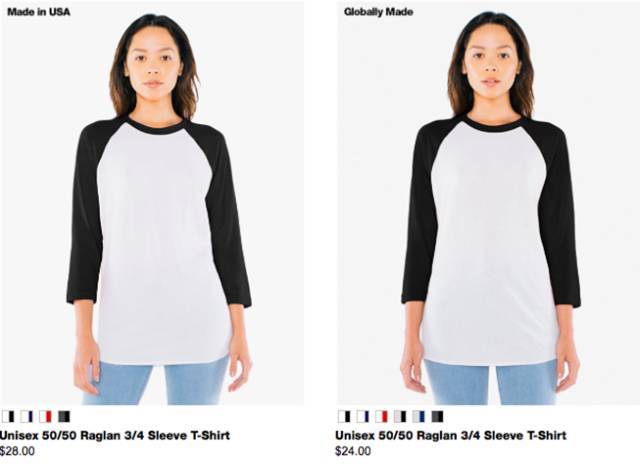 Made in USA
Globally Made
Unisex 50/50 Raglan 3/4 Sleeve T-Shirt
$28.00
Unisex 50/50 Raglan 3/4 Sleeve T-Shirt
$24.00